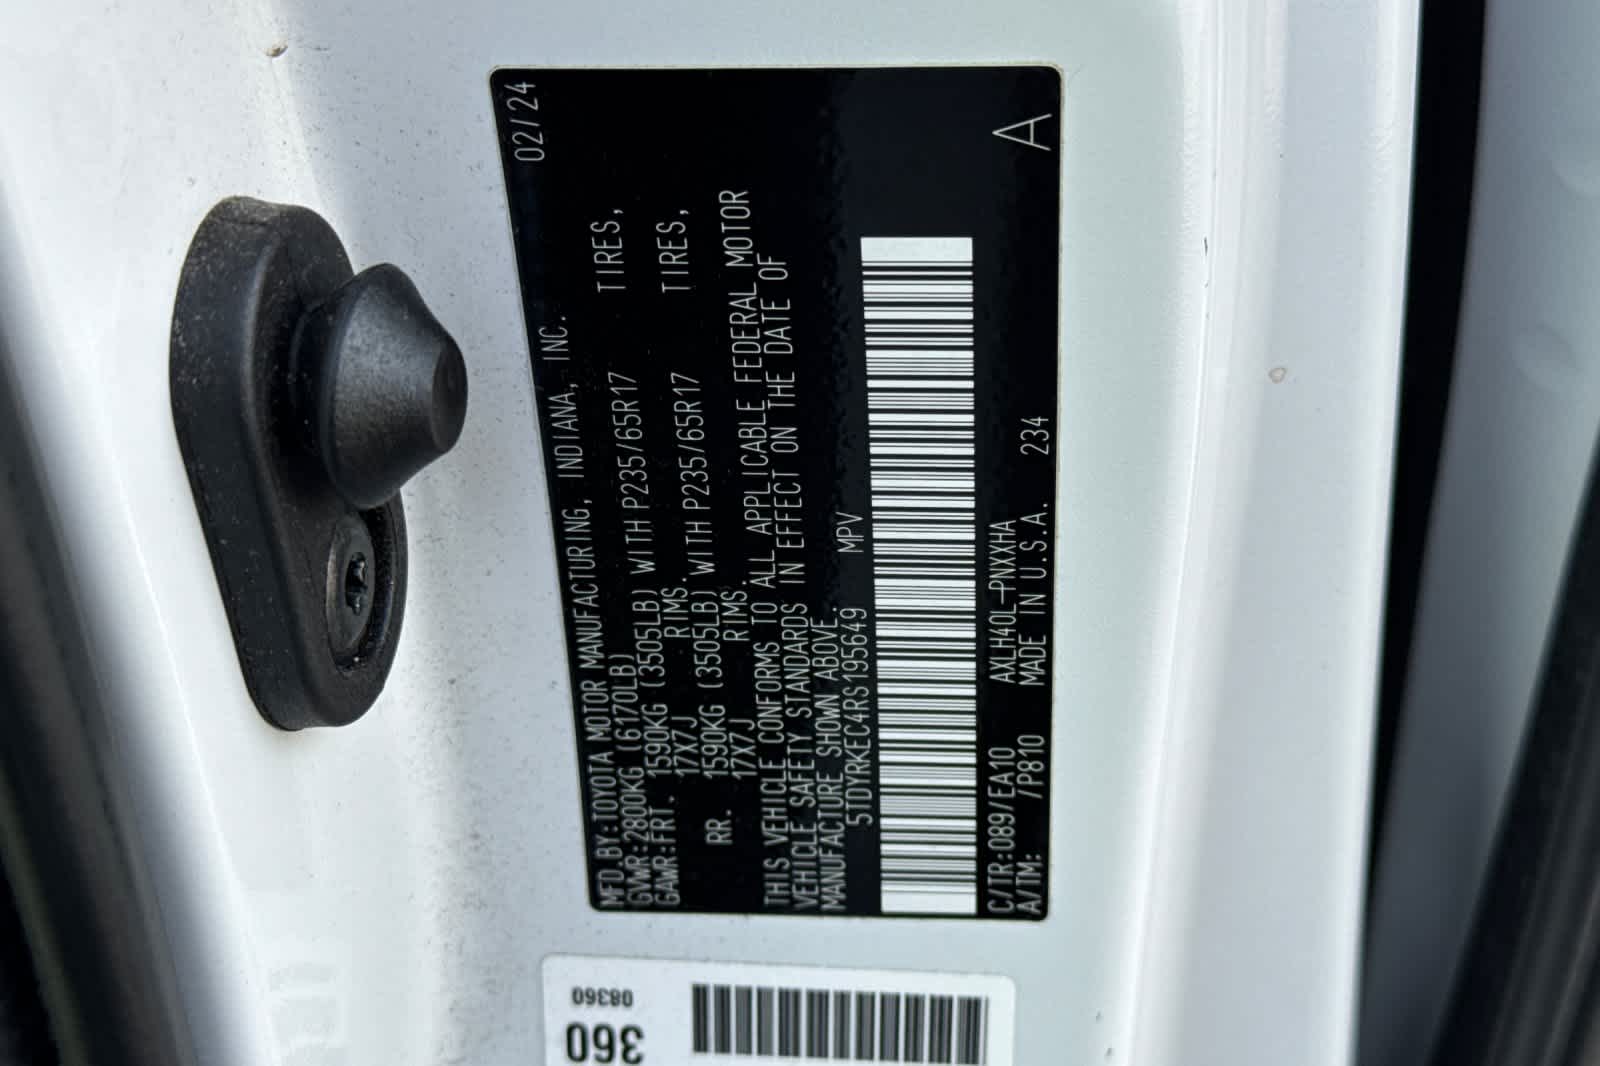 02/24
MFD.BY:TOYOTA MOTOR MANUFACTURING, INDIANA, INC.
GVWR:2800KG (6170LB)
GAWR:FRT. 1590KG (3505LB) WITH P235/65R17 TIRES,
17X7J RIMS.
RR. 1590KG (3505LB) WITH P235/65R17 TIRES,
17X7J RIMS.
THIS VEHICLE CONFORMS TO ALL APPLICABLE FEDERAL MOTOR
VEHICLE SAFETY STANDARDS IN EFFECT ON THE DATE OF
MANUFACTURE SHOWN ABOVE.
5TDYRKEC4RS195649 MPV
C/TR:089/EA10 AXLH40L-PNXXHA
A/TM: /P810 MADE IN U.S.A. 234
A
08360
360